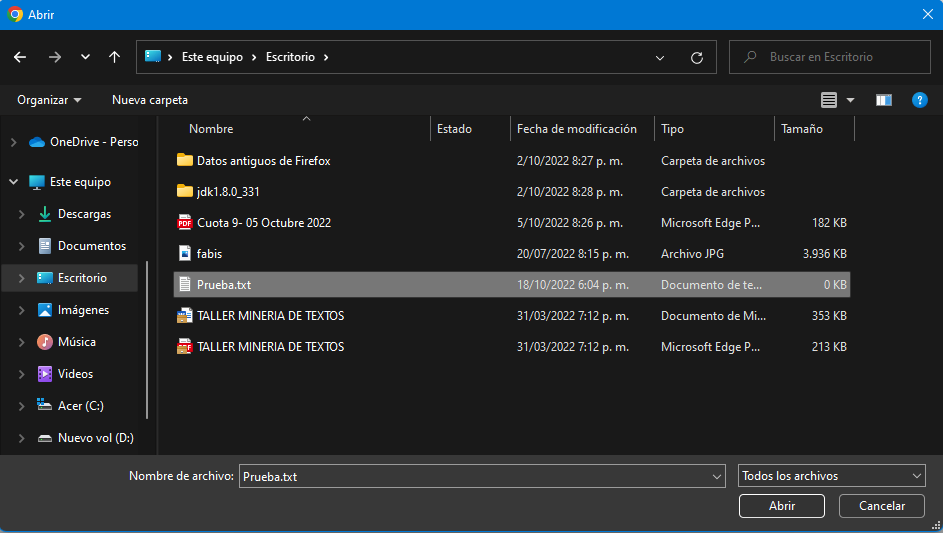 Abrir
Este equipo > Escritorio >
Buscar en Escritorio
Organizar Nueva carpeta
Nombre Estado Fecha de modificación Tipo Tamaño
OneDrive - Perso
Este equipo
Descargas
Documentos
Escritorio
Imágenes
Música
Videos
Acer (C:)
Nuevo vol (D:)
Datos antiguos de Firefox 2/10/2022 8:27 p. m. Carpeta de archivos
jdk1.8.0_331 2/10/2022 8:28 p. m. Carpeta de archivos
PDF Cuota 9- 05 Octubre 2022 5/10/2022 8:26 p. m. Microsoft Edge P... 182 KB
fabis 20/07/2022 8:15 p. m. Archivo JPG 3.936 KB
Prueba.txt 18/10/2022 6:04 p. m. Documento de te... 0 KB
TALLER MINERIA DE TEXTOS 31/03/2022 7:12 p. m. Documento de Mi... 353 KB
TALLER MINERIA DE TEXTOS 31/03/2022 7:12 p. m. Microsoft Edge P... 213 KB
Nombre de archivo: Prueba.txt Todos los archivos
Abrir Cancelar